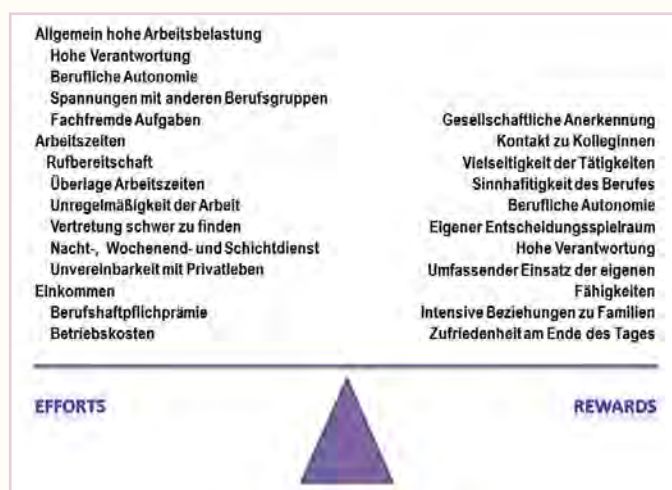 Allgemein hohe Arbeitsbelastung
Hohe Verantwortung
Berufliche Autonomie
Spannungen mit anderen Berufsgruppen
Fachfremde Aufgaben
Arbeitszeiten
Rufbereitschaft
Überlage Arbeitszeiten
Unregelmäßigkeit der Arbeit
Vertretung schwer zu finden
Nacht-, Wochenend- und Schichtdienst
Unvereinbarkeit mit Privatleben
Einkommen
Berufshaftpflichprämie
Betriebskosten
Gesellschaftliche Anerkennung
Kontakt zu Kolleginnen
Vielseitigkeit der Tätigkeiten
Sinnhafitigkeit des Berufes
Berufliche Autonomie
Eigener Entscheidungsspielraum
Hohe Verantwortung
Umfassender Einsatz der eigenen
Fähigkeiten
Intensive Beziehungen zu Familien
Zufriedenheit am Ende des Tages
EFFORTS
REWARDS